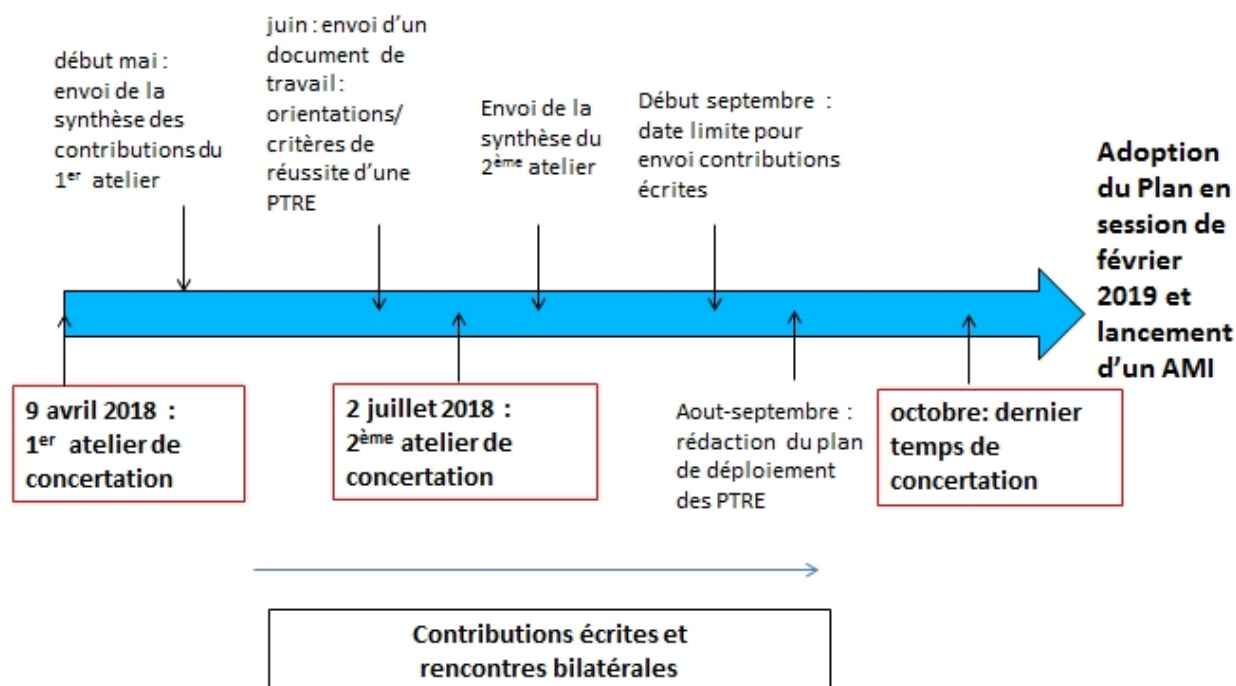 début mai :
envoi de la
synthèse des
contributions du
1er atelier
juin : envoi d'un
document de
travail :
orientations/
critères de
réussite d'une
PTRE
Envoi de la
synthèse du
2ème atelier
Début septembre :
date limite pour
envoi contributions
écrites
Adoption
du Plan en
session de
février
2019 et
lancement
d'un AMI
9 avril 2018 :
1er atelier de
concertation
2 juillet 2018 :
2ème atelier de
concertation
Aout-septembre :
rédaction du plan
de déploiement
des PTRE
octobre: dernier
temps de
concertation
Contributions écrites et
rencontres bilatérales